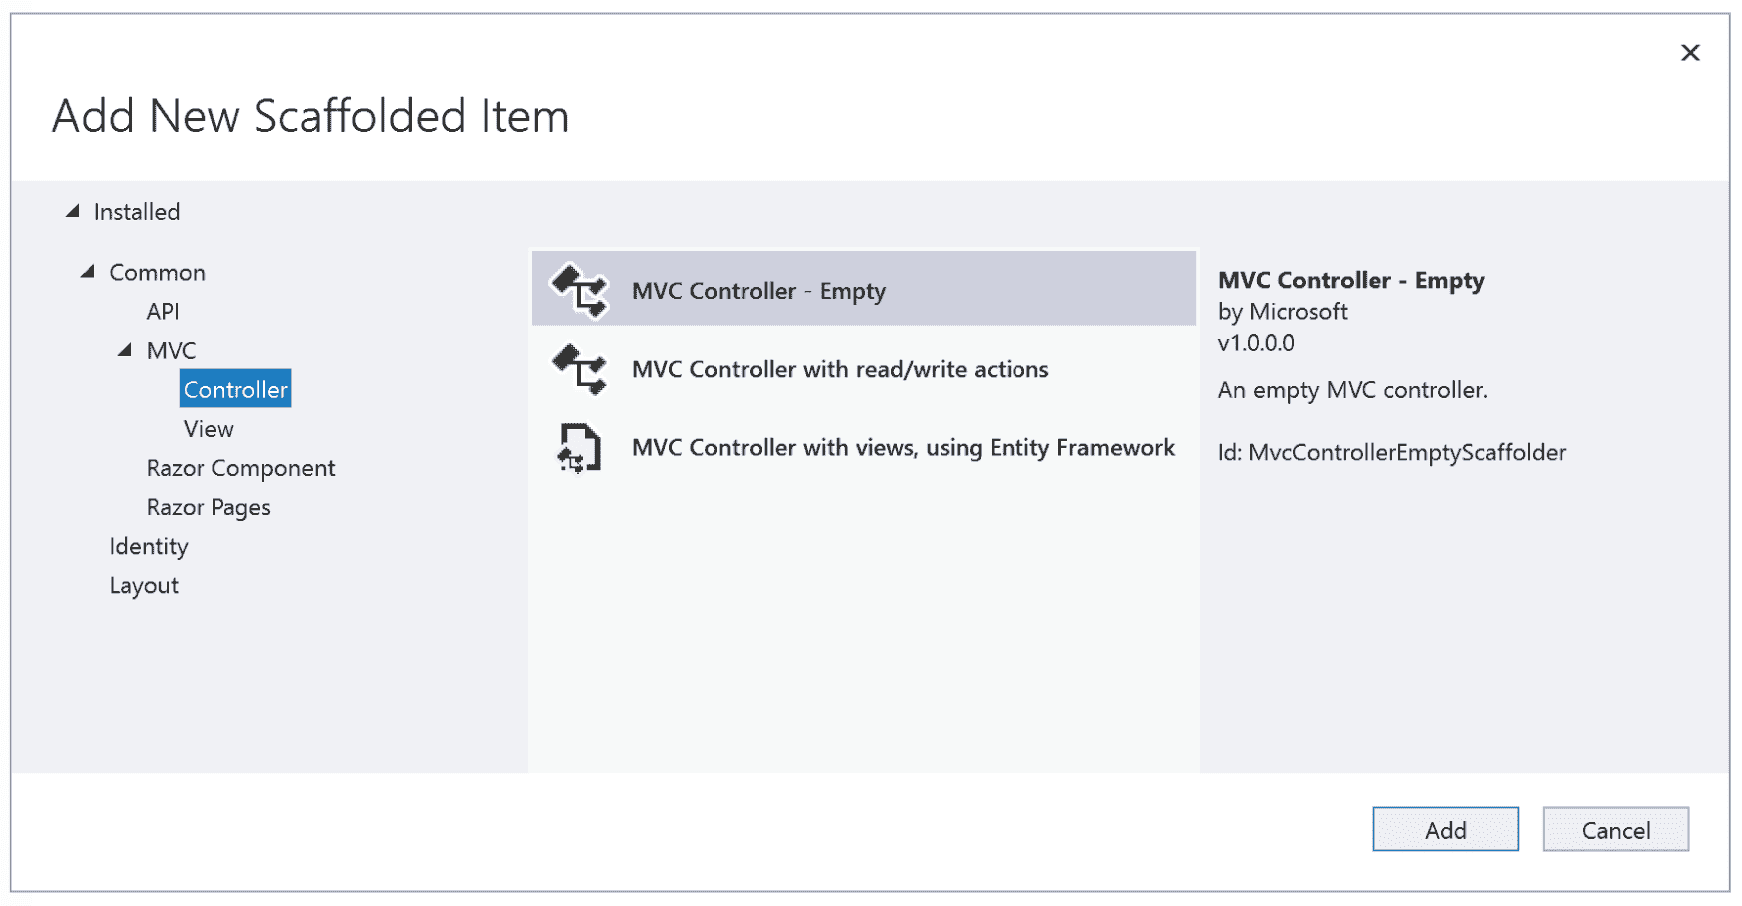 Add New Scaffolded Item
Installed
Common
API
MVC
Controller
View
Razor Component
Razor Pages
Identity
Layout
MVC Controller - Empty
MVC Controller with read/write actions
MVC Controller with views, using Entity Framework
MVC Controller - Empty
by Microsoft
v1.0.0.0
An empty MVC controller.
Id: MvcControllerEmptyScaffolder
Add
Cancel